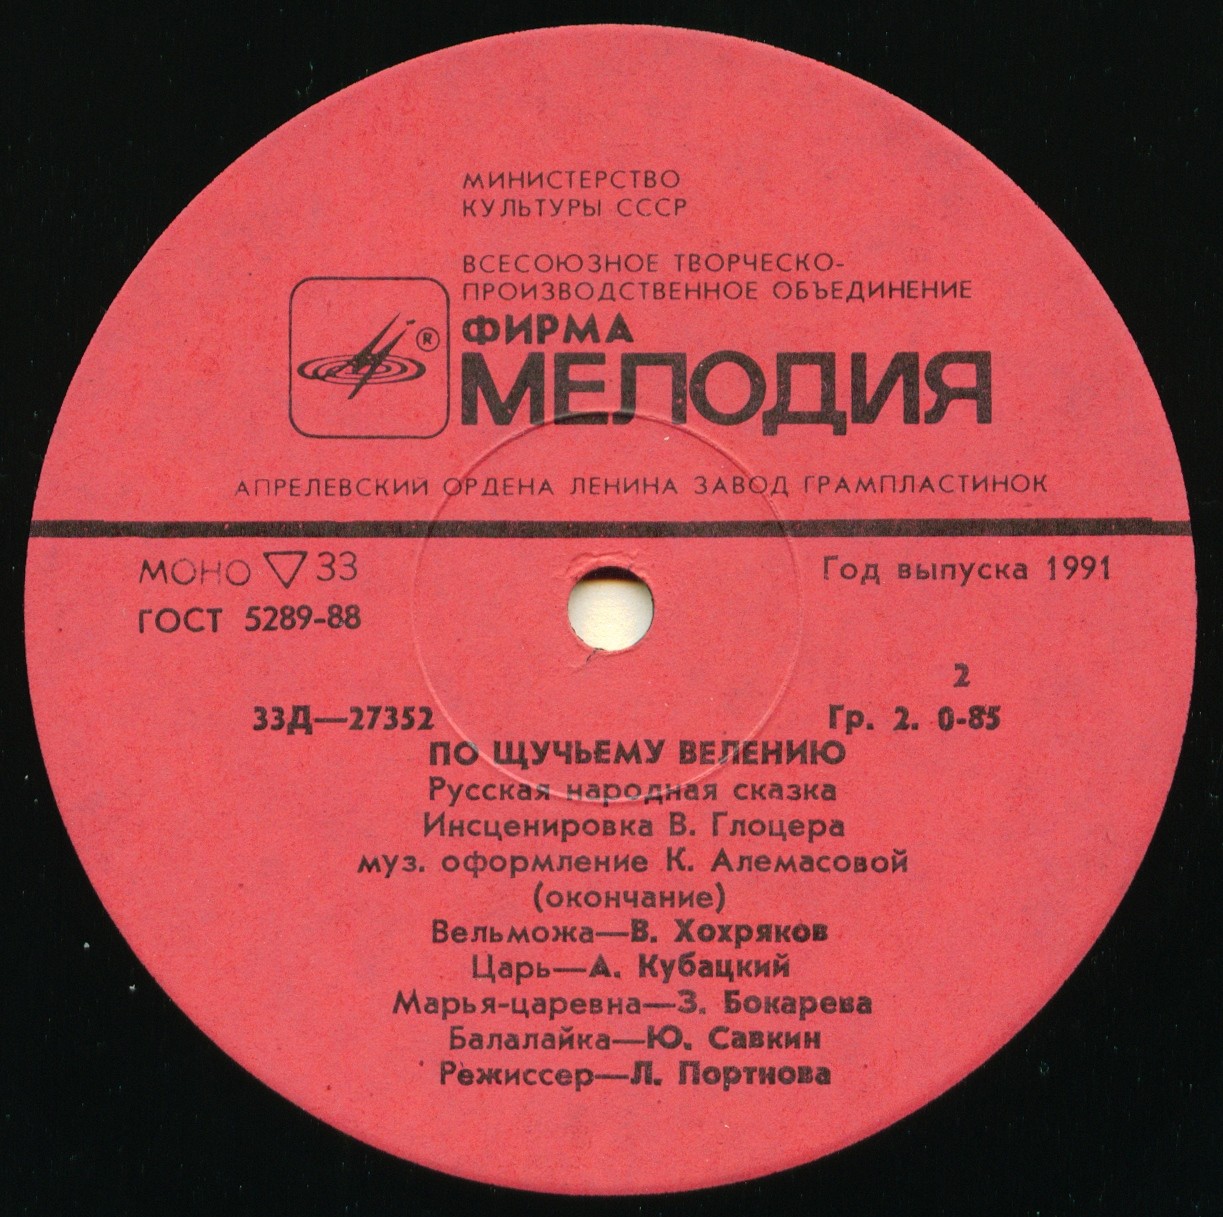 МИНИСТЕРСТВО
КУЛЬТУРЫ СССР
ВСЕСОЮЗНОЕ ТВОРЧЕСКО-
ПРОИЗВОДСТВЕННОЕ ОБЪЕДИНЕНИЕ
ФИРМА
®
МЕЛОДИЯ
АПРЕЛЕВСКИЙ ОРДЕНА ЛЕНИНА ЗАВОД ГРАМПЛАСТИНОК
МОНО ▽ 33
Год выпуска 1991
ГОСТ 5289-88
2
33Д—27352
Гр. 2. 0-85
ПО ЩУЧЬЕМУ ВЕЛЕНИЮ
Русская народная сказка
Инсценировка В. Глоцера
муз. оформление К. Алемасовой
(окончание)
Вельможа—В. Хохряков
Царь—А. Кубацкий
Марья-царевна—З. Бокарева
Балалайка—Ю. Савкин
Режиссер—Л. Портнова